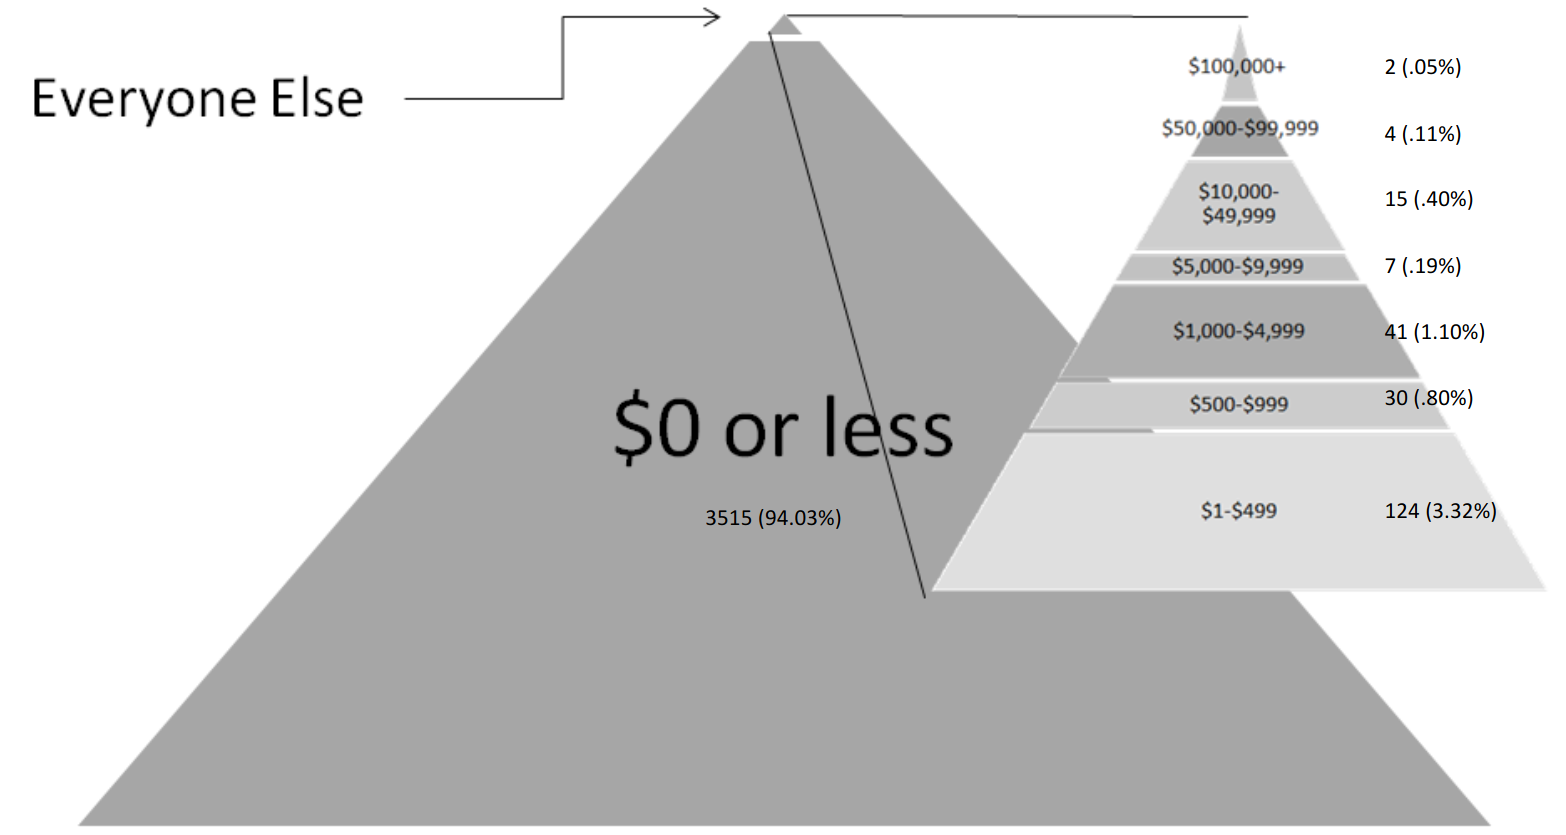 Everyone Else
$100,000+ 2 (.05%)
$50,000-$99,999 4 (.11%)
$10,000-
$49,999 15 (.40%)
$5,000-$9,999 7 (.19%)
$1,000-$4,999 41 (1.10%)
$500-$999 30 (.80%)
$0 or less
$1-$499 124 (3.32%)
3515 (94.03%)